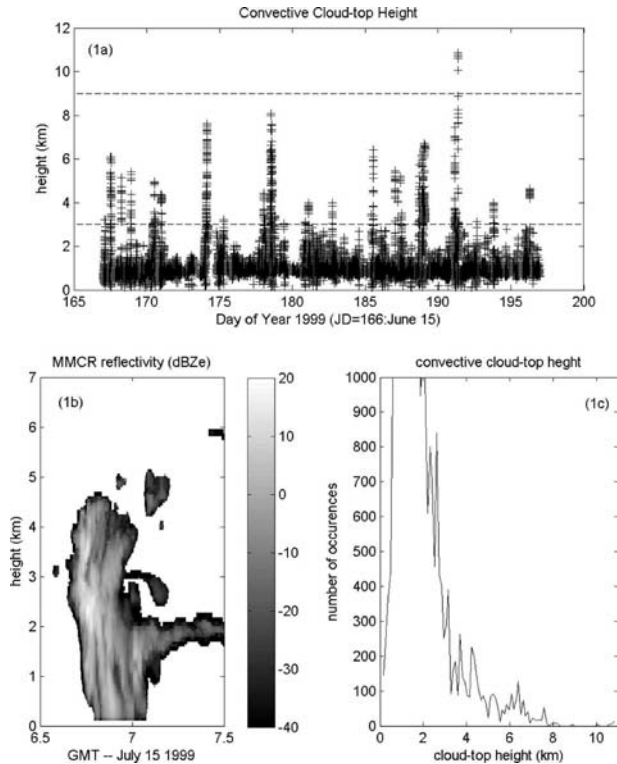 Convective Cloud-top Height
(1a)
height (km)
12
10
8
6
4
2
0
165 170 175 180 185 190 195 200
Day of Year 1999 (JD=166:June 15)
MMCR reflectivity (dBZe)
(1b)
height (km)
7
6
5
4
3
2
1
0
6.5 7 7.5
GMT -- July 15 1999
20
10
0
-10
-20
-30
-40
convective cloud-top heght
(1c)
number of occurences
1000
900
800
700
600
500
400
300
200
100
0
0 2 4 6 8 10
cloud-top height (km)